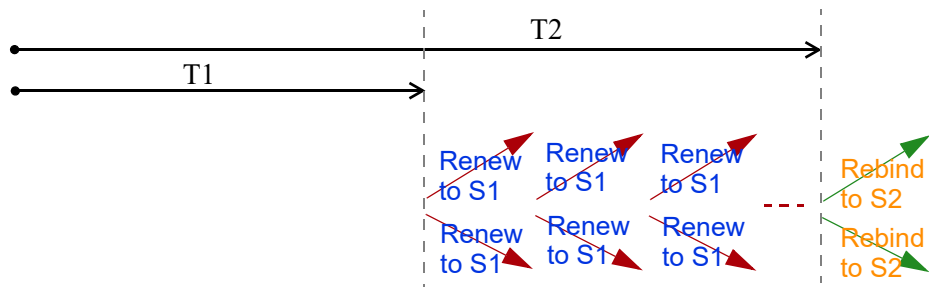 T2
T1
Renew
to S1
Renew
to S1
Renew
to S1
Rebind
to S2
Renew
to S1
Renew
to S1
Renew
to S1
Rebind
to S2